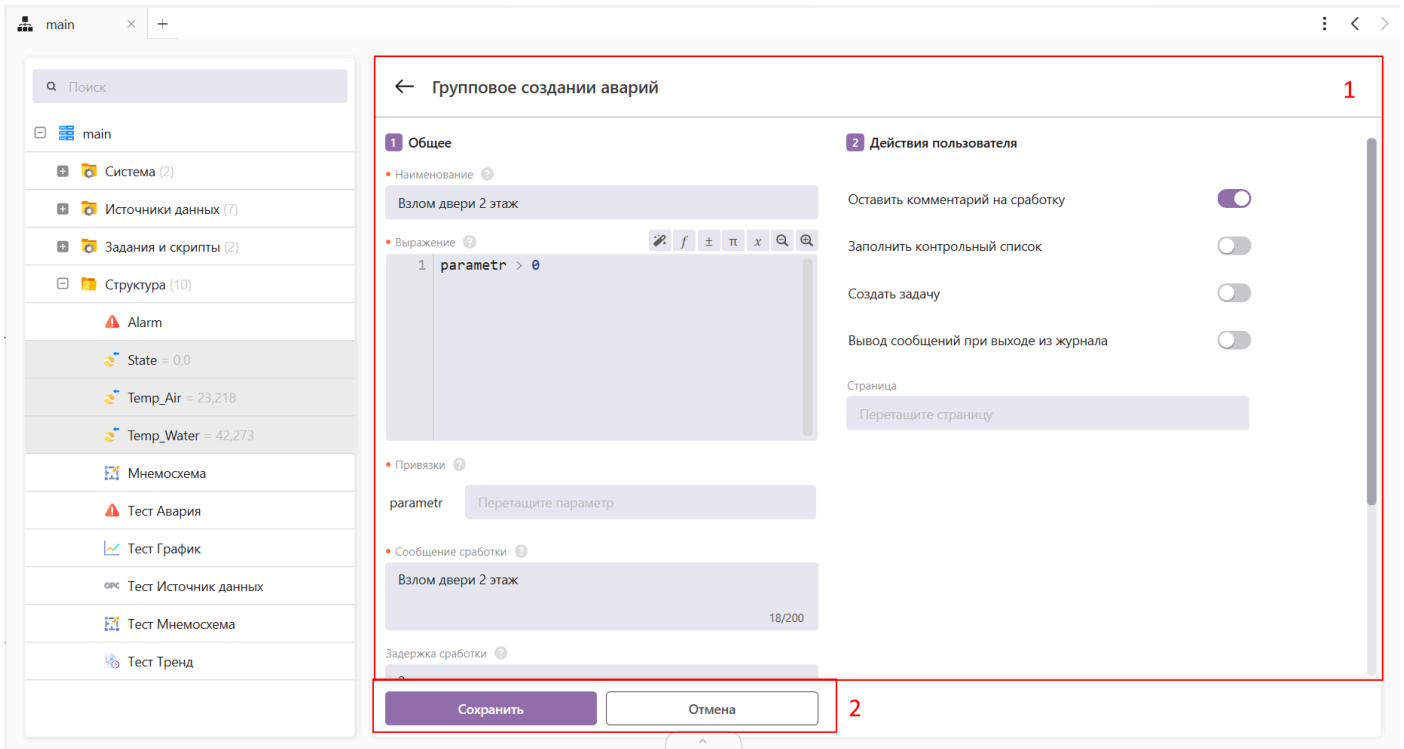 main
Поиск
main
Система (2)
Источники данных (7)
Задания и скрипты (2)
Структура (10)
Alarm
State = 0,0
Temp_Air = 23,218
Temp_Water = 42,273
Мнемосхема
Тест Авария
Тест График
OPC Тест Источник данных
Тест Мнемосхема
Тест Тренд
Групповое создании аварий
1
1 Общее
Наименование ?
Взлом двери 2 этаж
Выражение ?
f ± π x
1 parametr > 0
Привязки ?
parametr Перетащите параметр
Сообщение сработки ?
Взлом двери 2 этаж
18/200
Задержка сработки ?
2 Действия пользователя
Оставить комментарий на сработку
Заполнить контрольный список
Создать задачу
Вывод сообщений при выходе из журнала
Страница
Перетащите страницу
Сохранить
Отмена
2